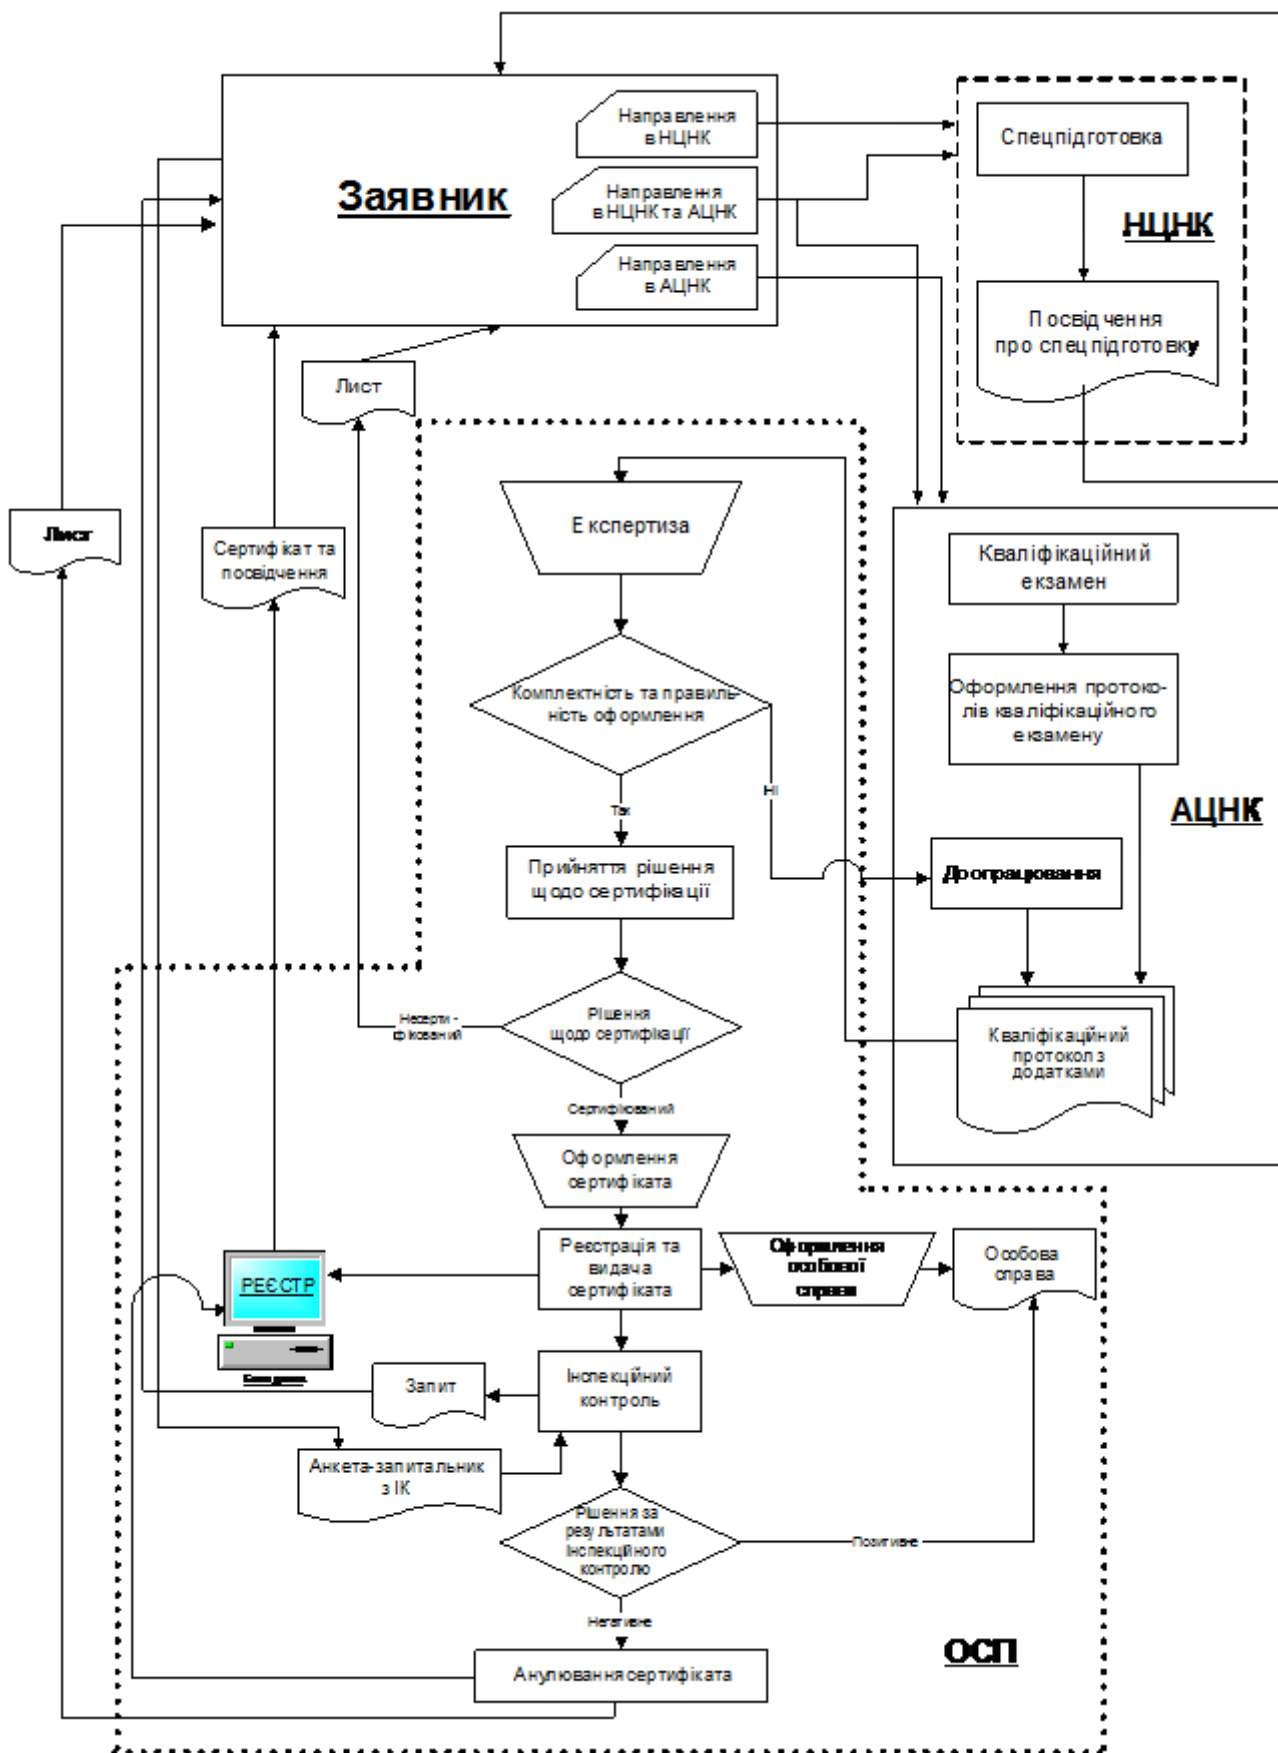 Заявник
Направлення
в НЦНК
Направлення
в НЦНК та АЦНК
Направлення
в АЦНК
Спецпідготовка
НЦНК
Посвідчення
про спецпідготовку
Лист
Лист
Сертифікат та
посвідчення
Експертиза
Комплектність та правиль-
ність оформлення
Так
НІ
Кваліфікаційний
екзамен
Оформлення протоко-
лів кваліфікаційного
екзамену
АЦНК
Доопрацювання
Кваліфікаційний
протокол з
додатками
Прийняття рішення
щодо сертифікації
Рішення
щодо сертифікації
Несерти -
фікований
Сертифікований
Оформлення
сертифіката
Реєстрація та
видача
сертифіката
Оформлення
особової
справи
Особова
справа
РЕЄСТР
Запит
Інспекційний
контроль
Анкета-запитальник
з ІК
Рішення за
результатами
Інспекційного
контролю
Позитивне
Негативне
Анулювання сертифіката
ОСП